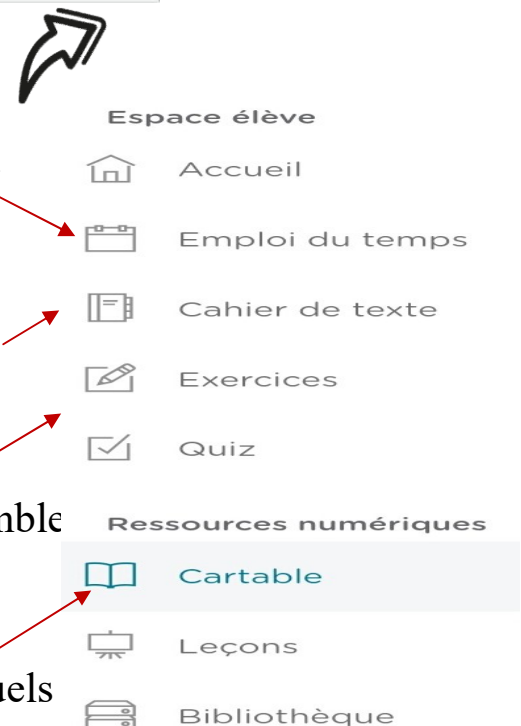 Espace élève
Accueil
Emploi du temps
Cahier de texte
Exercices
Quiz
Ressources numériques
Cartable
Leçons
Bibliothèque